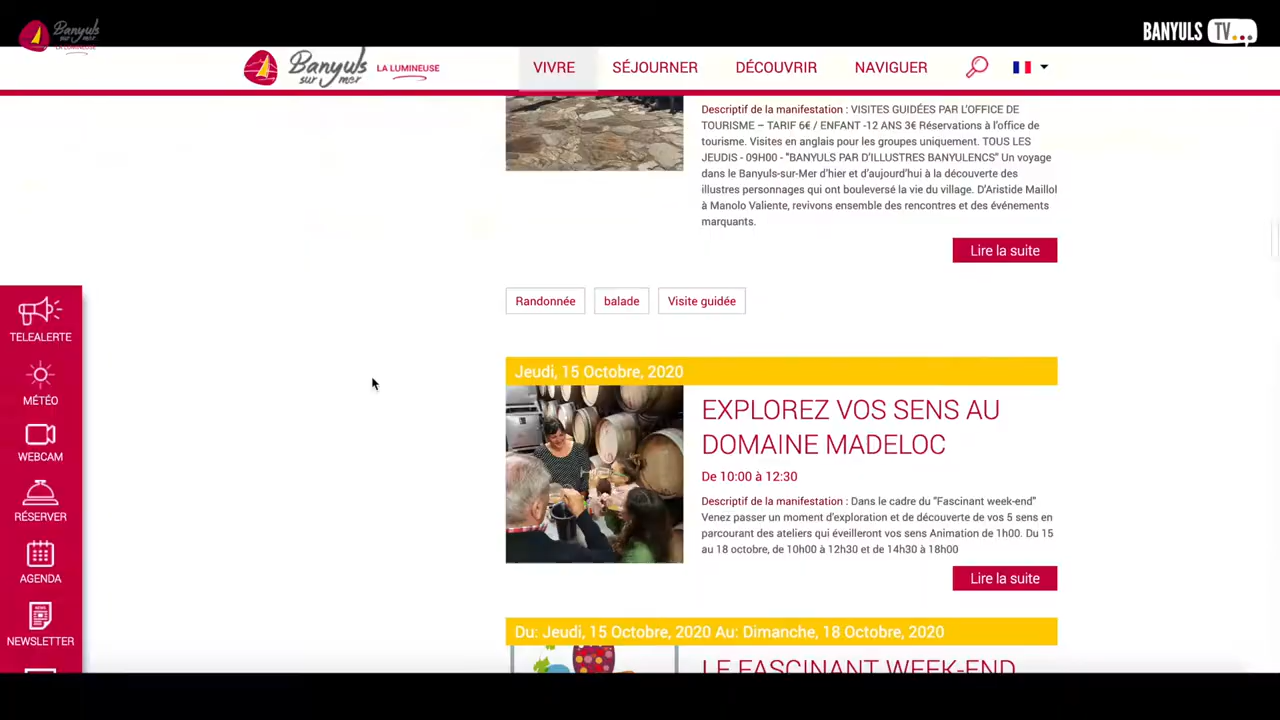 Banyuls
sur mer
LA LUMINEUSE
BANYULS TV
Banyuls
sur mer
LA LUMINEUSE
VIVRE
SÉJOURNER
DÉCOUVRIR
NAVIGUER
Descriptif de la manifestation : VISITES GUIDÉES PAR L'OFFICE DE
TOURISME – TARIF 6€ / ENFANT -12 ANS 3€ Réservations à l'office de
tourisme. Visites en anglais pour les groupes uniquement. TOUS LES
JEUDIS - 09H00 - "BANYULS PAR D'ILLUSTRES BANYULENCS" Un voyage
dans le Banyuls-sur-Mer d'hier et d'aujourd'hui à la découverte des
illustres personnages qui ont bouleversé la vie du village. D'Aristide Maillol
à Manolo Valiente, revivons ensemble des rencontres et des événements
marquants.
Lire la suite
Randonnée
balade
Visite guidée
TELEALERTE
MÉTÉO
WEBCAM
RÉSERVER
AGENDA
NEWS
NEWSLETTER
Jeudi, 15 Octobre, 2020
EXPLOREZ VOS SENS AU
DOMAINE MADELOC
De 10:00 à 12:30
Descriptif de la manifestation : Dans le cadre du "Fascinant week-end"
Venez passer un moment d'exploration et de découverte de vos 5 sens en
parcourant des ateliers qui éveilleront vos sens Animation de 1h00. Du 15
au 18 octobre, de 10h00 à 12h30 et de 14h30 à 18h00
Lire la suite
Du: Jeudi, 15 Octobre, 2020 Au: Dimanche, 18 Octobre, 2020
LE FASCINANT WEEK-END